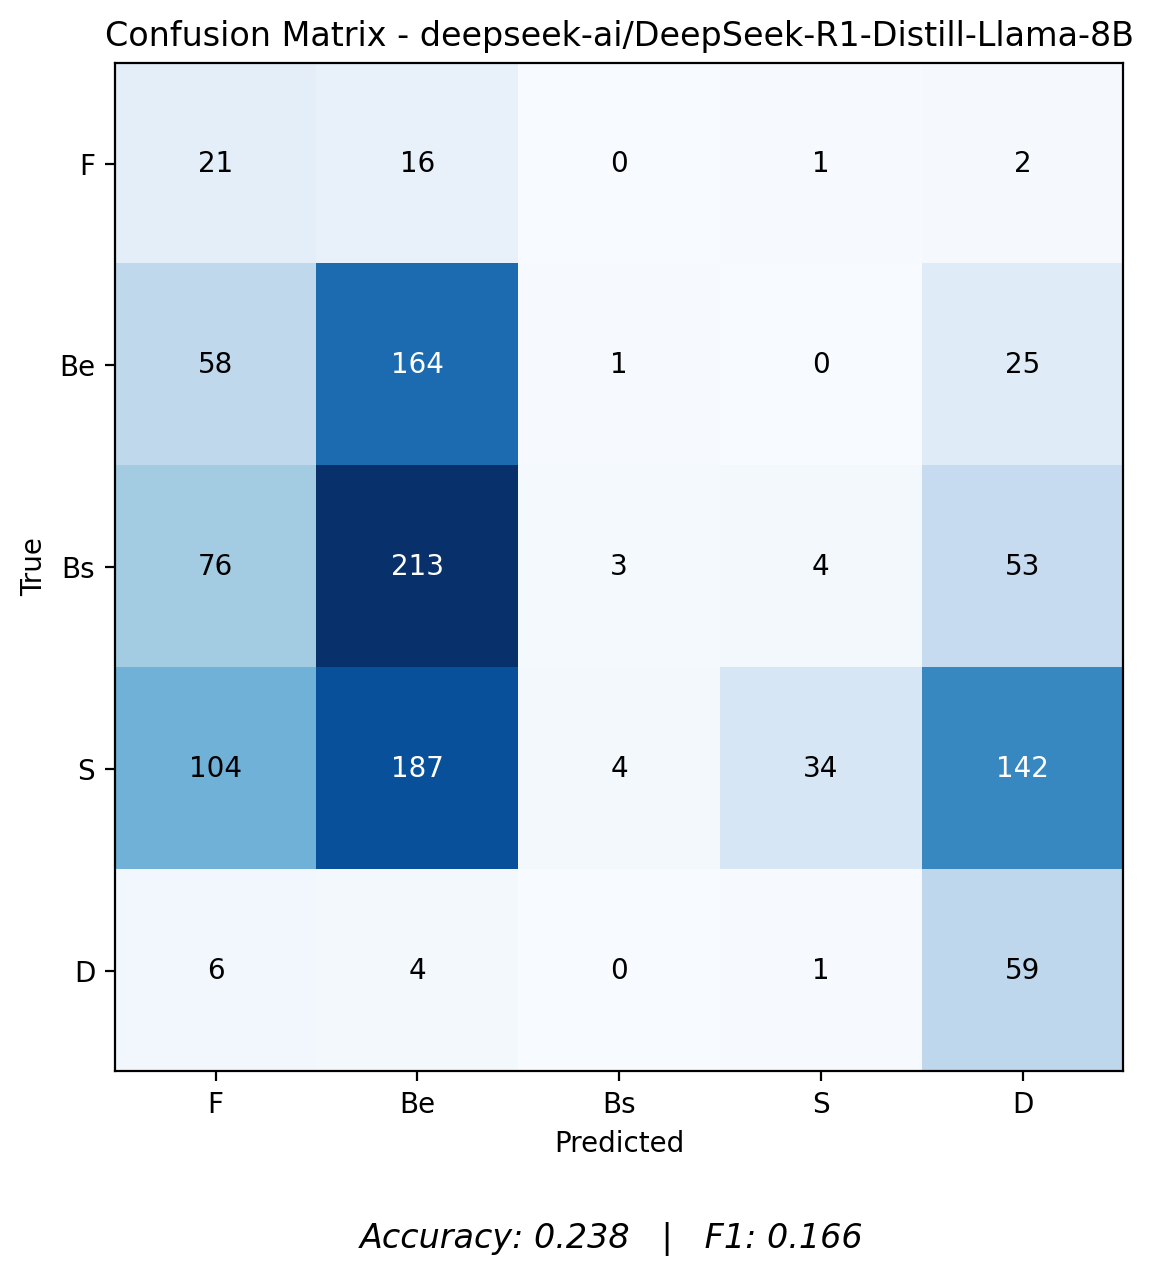 Confusion Matrix - deepseek-ai/DeepSeek-R1-Distill-Llama-8B
F 21 16 0 1 2
Be 58 164 1 0 25
Bs 76 213 3 4 53
S 104 187 4 34 142
D 6 4 0 1 59
True
F Be Bs S D
Predicted
Accuracy: 0.238 | F1: 0.166